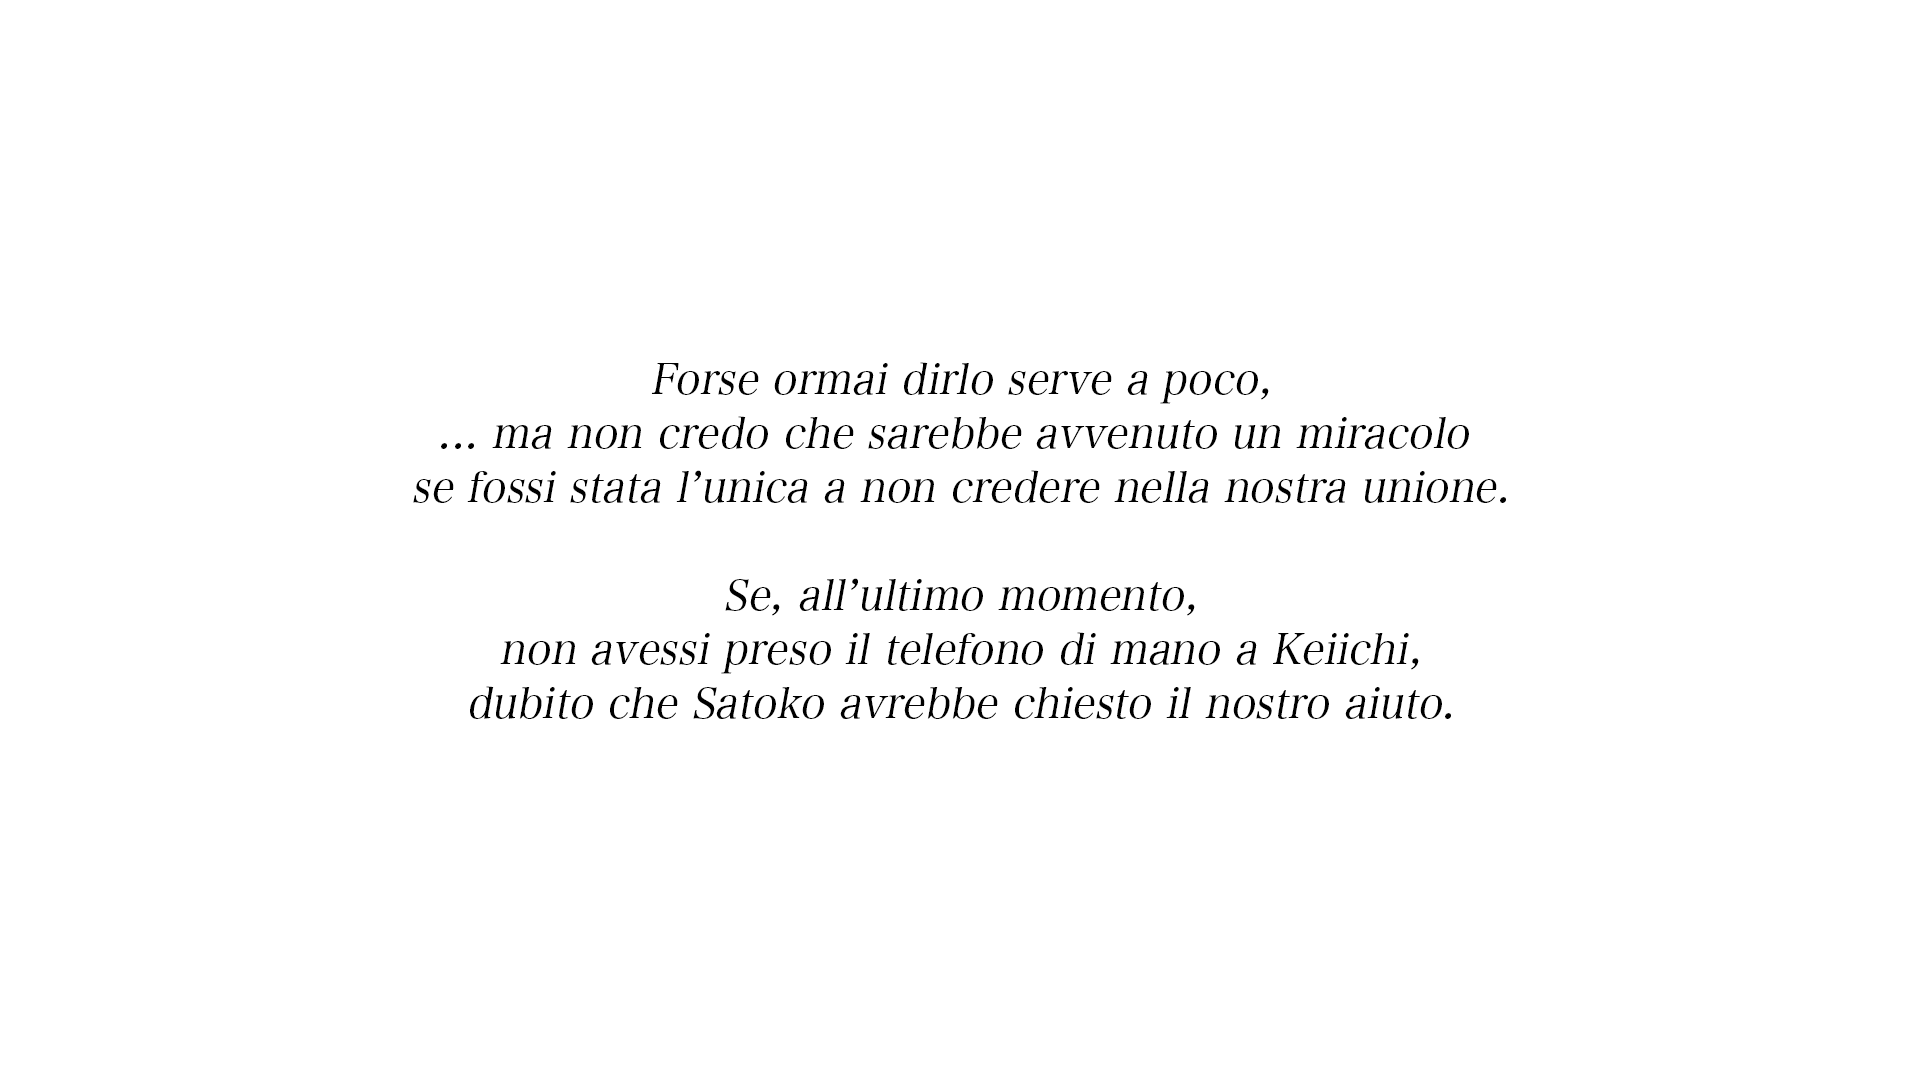 Forse ormai dirlo serve a poco,
... ma non credo che sarebbe avvenuto un miracolo
se fossi stata l’unica a non credere nella nostra unione.
Se, all’ultimo momento,
non avessi preso il telefono di mano a Keiichi,
dubito che Satoko avrebbe chiesto il nostro aiuto.